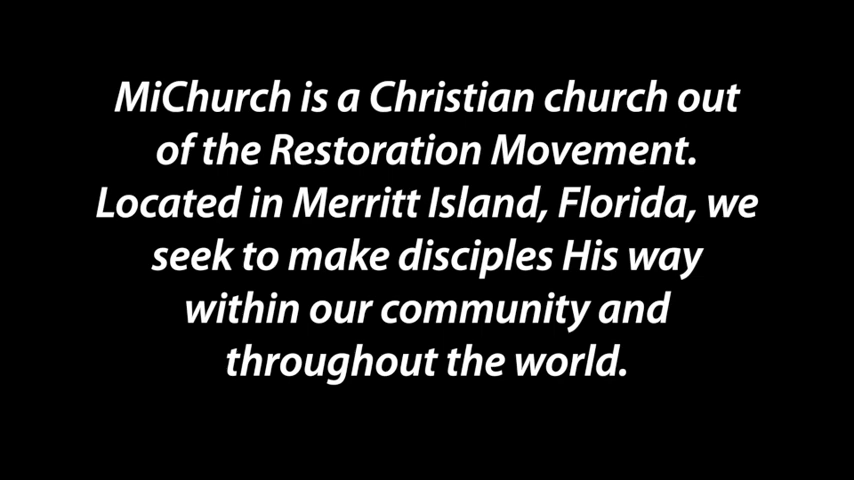 MiChurch is a Christian church out
of the Restoration Movement.
Located in Merritt Island, Florida, we
seek to make disciples His way
within our community and
throughout the world.